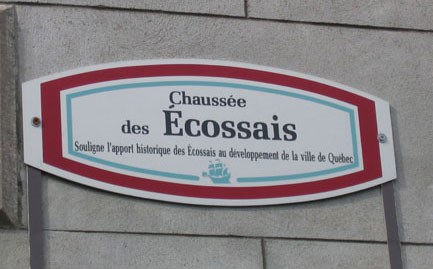 Chaussée
des Écossais
Souligne l'apport historique des Écossais au développement de la ville de Québec